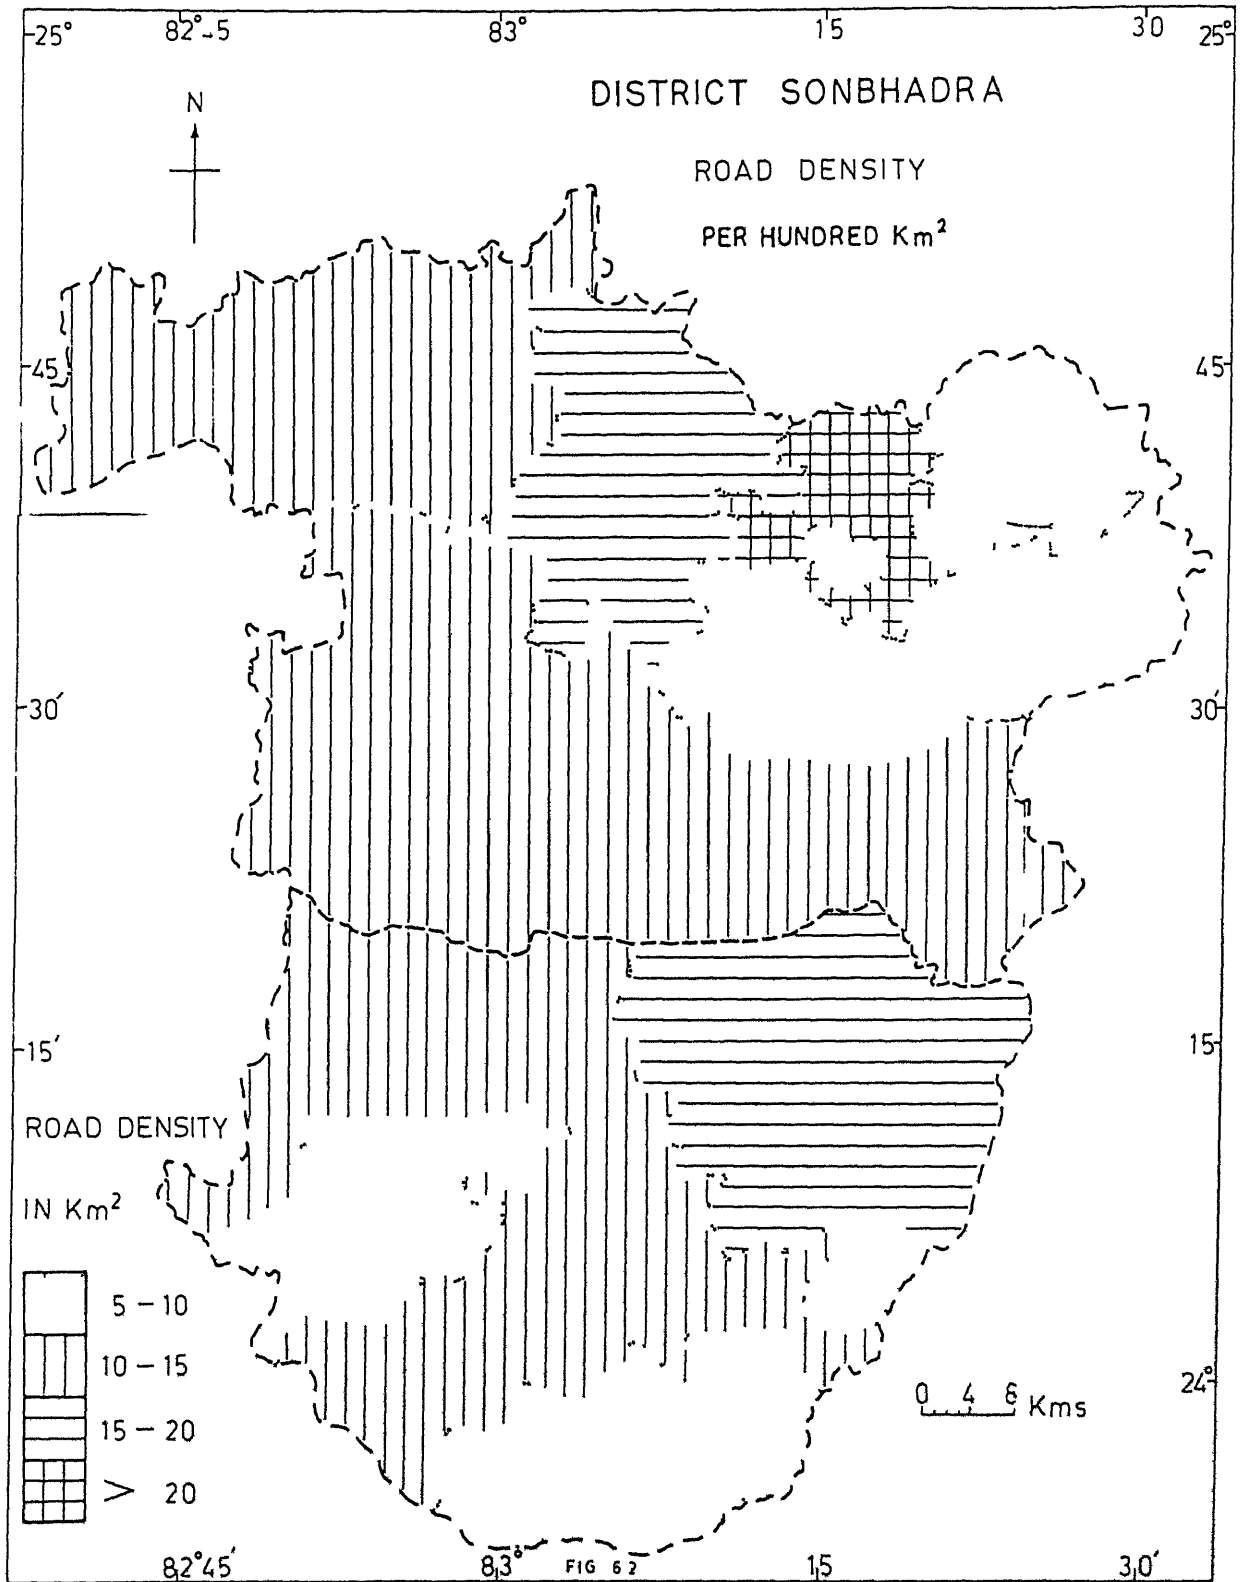 25° 82°45 83° 15 30 25°
N
DISTRICT SONBHADRA
ROAD DENSITY
PER HUNDRED Km²
45 45
30′ 30′
15′ 15
ROAD DENSITY
IN Km²
5 – 10
10 – 15
15 – 20
> 20
24°
0 4 8 Kms
82°45′ 83° FIG 6 2 15 30′